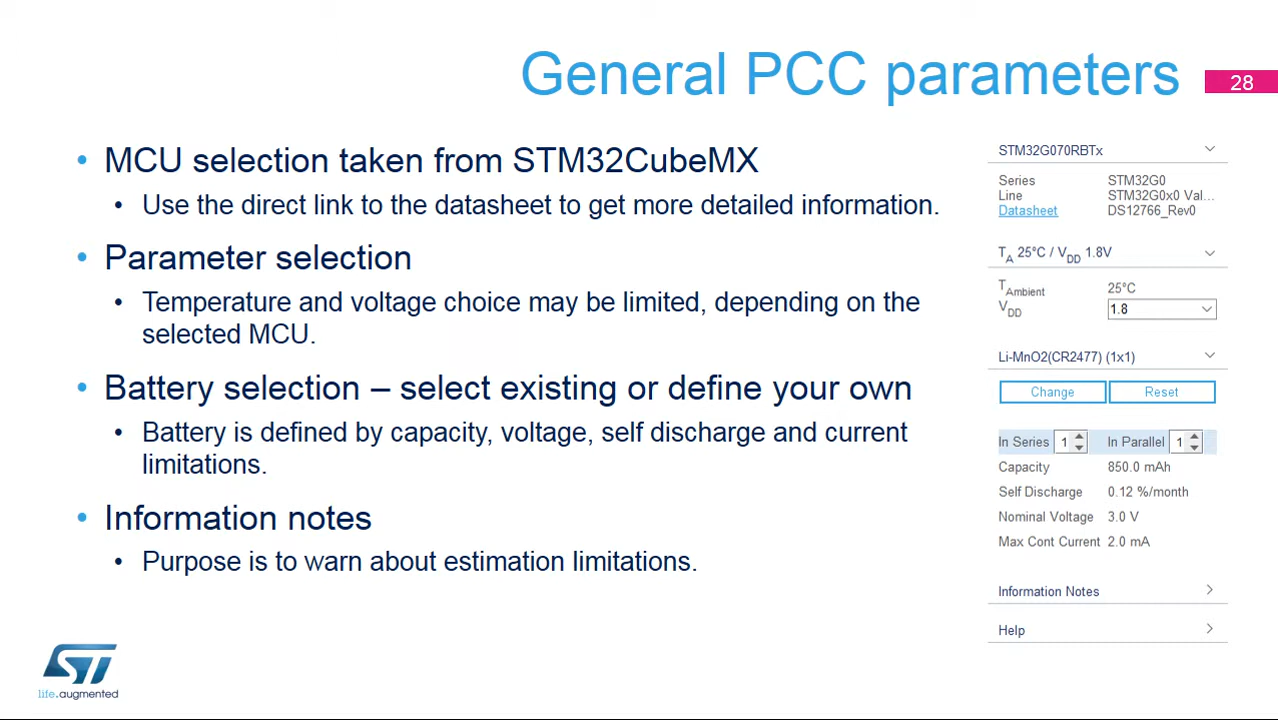 General PCC parameters
28
• MCU selection taken from STM32CubeMX
• Use the direct link to the datasheet to get more detailed information.
• Parameter selection
• Temperature and voltage choice may be limited, depending on the
selected MCU.
• Battery selection – select existing or define your own
• Battery is defined by capacity, voltage, self discharge and current
limitations.
• Information notes
• Purpose is to warn about estimation limitations.
STM32G070RBTx
Series STM32G0
Line STM32G0x0 Val...
Datasheet DS12766_Rev0
TA 25°C / VDD 1.8V
TAmbient 25°C
VDD 1.8
Li-MnO2(CR2477) (1x1)
Change Reset
In Series 1 In Parallel 1
Capacity 850.0 mAh
Self Discharge 0.12 %/month
Nominal Voltage 3.0 V
Max Cont Current 2.0 mA
Information Notes
Help
ST
life.augmented